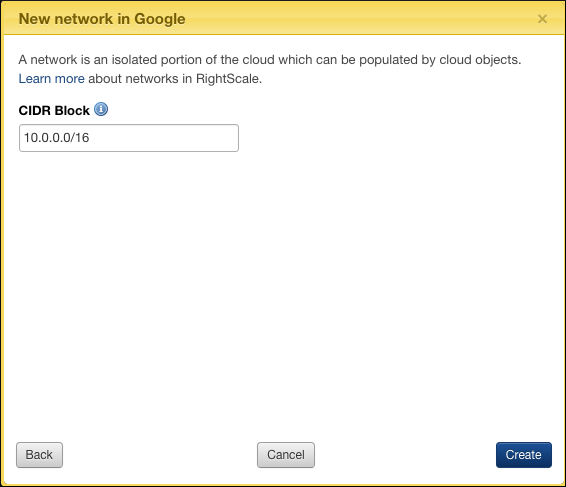 New network in Google
×
A network is an isolated portion of the cloud which can be populated by cloud objects.
Learn more about networks in RightScale.
CIDR Block i
10.0.0.0/16
Back Cancel Create